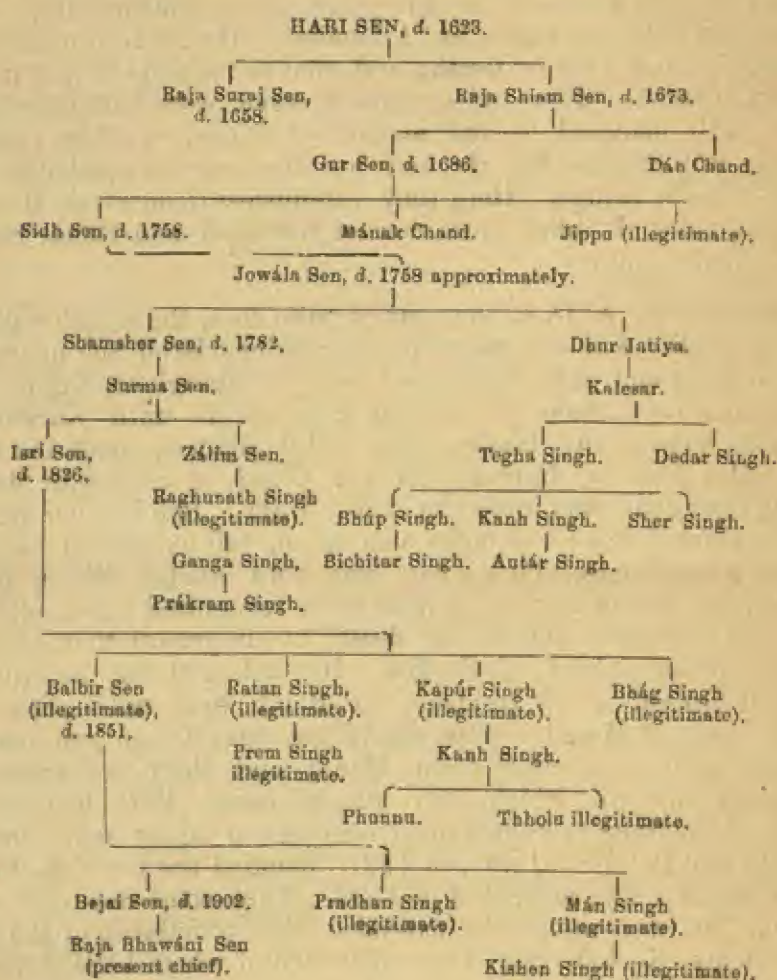 HARI SEN, d. 1623.
Raja Suraj Sen, Raja Shiam Sen, d. 1673.
d. 1658.
Gur Sen, d. 1686. Dán Chand.
Sidh Sen, d. 1758. Mának Chand. Jippu (illegitimate).
Jowála Sen, d. 1758 approximately.
Shamsher Sen, d. 1782. Dhur Jatiya.
Surma Sen. Kalesar.
Isri Sen, Zálim Sen. Tegha Singh. Dedar Singh.
d. 1826.
Raghunath Singh
(illegitimate). Bhúp Singh. Kanh Singh. Sher Singh.
Ganga Singh, Bichitar Singh. Autár Singh.
Prákram Singh.
Balbir Sen Ratan Singh, Kapúr Singh Bhág Singh
(illegitimate), (illegitimate). (illegitimate). (illegitimate).
d. 1851.
Prem Singh Kanh Singh.
illegitimate.
Phonnu. Thholu illegitimate.
Bejai Sen, d. 1902. Pradhan Singh Mán Singh
(illegitimate). (illegitimate).
Raja Bhawáni Sen
(present chief). Kishen Singh (illegitimate).